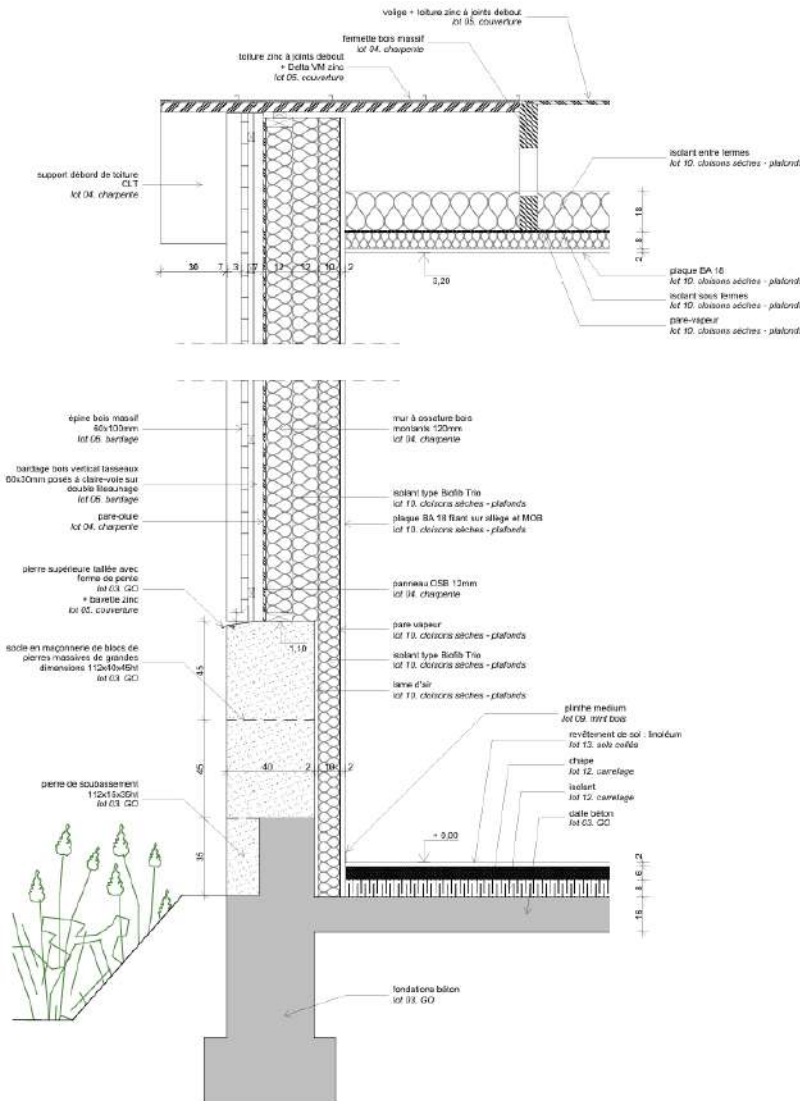 volige + toiture zinc à joints debout
lot 05. couverture
fermette bois massif
lot 04. charpente
toiture zinc à joints debout
+ Delta VM zinc
lot 05. couverture
support débord de toiture
CLT
lot 04. charpente
isolant entre fermes
lot 10. cloisons sèches - plafonds
18
8
2
36 7 3 7 12 12 10 2
3,20
plaque BA 18
lot 10. cloisons sèches - plafonds
isolant sous fermes
lot 10. cloisons sèches - plafonds
pare-vapeur
lot 10. cloisons sèches - plafonds
épine bois massif
60x100mm
lot 05. bardage
mur à ossature bois
montants 120mm
lot 04. charpente
bardage bois vertical tasseaux
60x30mm posés à claire-voie sur
double liteaunage
lot 05. bardage
isolant type Biofib Trio
lot 10. cloisons sèches - plafonds
plaque BA 18 filant sur allège et MOB
lot 10. cloisons sèches - plafonds
pare-pluie
lot 04. charpente
pierre supérieure taillée avec
forme de pente
lot 03. GO
+ bavette zinc
lot 05. couverture
panneau OSB 12mm
lot 04. charpente
pare vapeur
lot 10. cloisons sèches - plafonds
1,10
socle en maçonnerie de blocs de
pierres massives de grandes
dimensions 112x40x45ht
lot 03. GO
isolant type Biofib Trio
lot 10. cloisons sèches - plafonds
lame d'air
lot 10. cloisons sèches - plafonds
45
plinthe medium
lot 09. mint bois
revêtement de sol : linoléum
lot 13. sols collés
chape
lot 12. carrelage
isolant
lot 12. carrelage
dalle béton
lot 03. GO
40 2 10 2
45
pierre de soubassement
112x15x35ht
lot 03. GO
35
+ 0,00
2
6
8
16
fondations béton
lot 03. GO